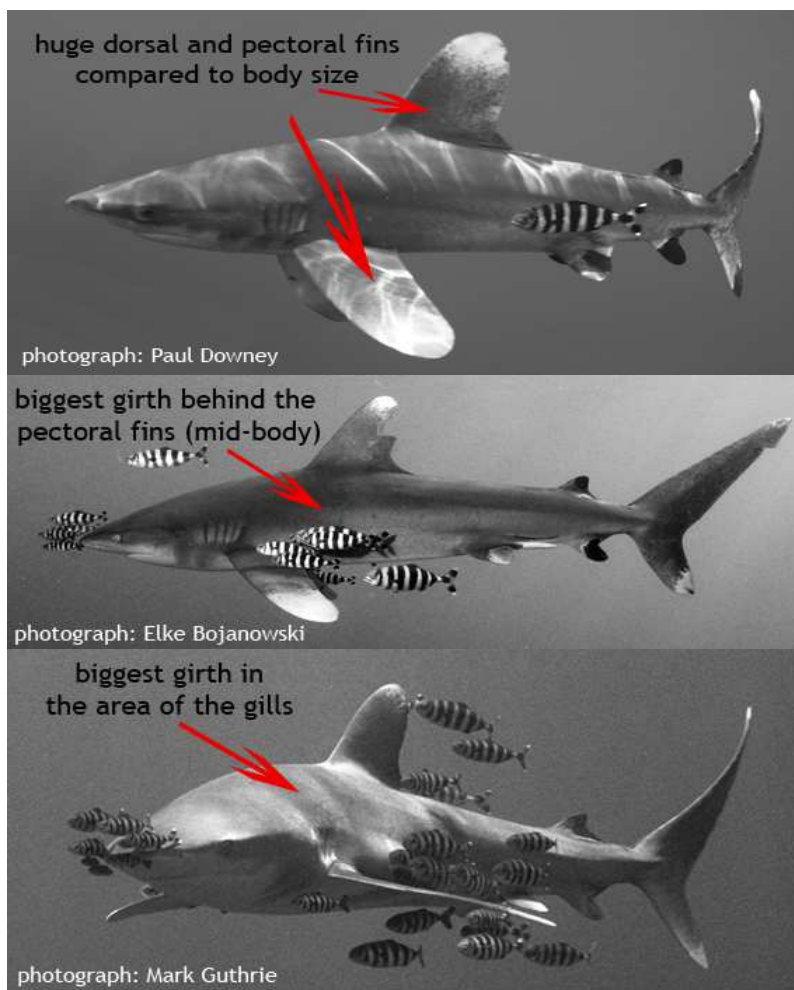 huge dorsal and pectoral fins
compared to body size
photograph: Paul Downey
biggest girth behind the
pectoral fins (mid-body)
photograph: Elke Bojanowski
biggest girth in
the area of the gills
photograph: Mark Guthrie